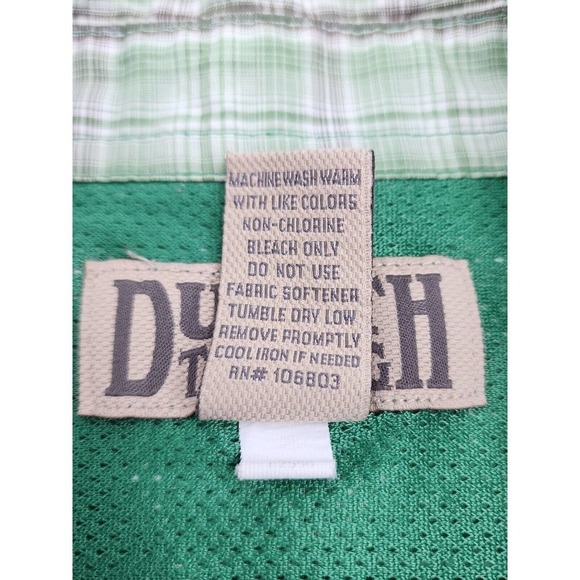 MACHINE WASH WARM
WITH LIKE COLORS
NON-CHLORINE
BLEACH ONLY
DO NOT USE
FABRIC SOFTENER
TUMBLE DRY LOW
REMOVE PROMPTLY
COOL IRON IF NEEDED
RN# 106803